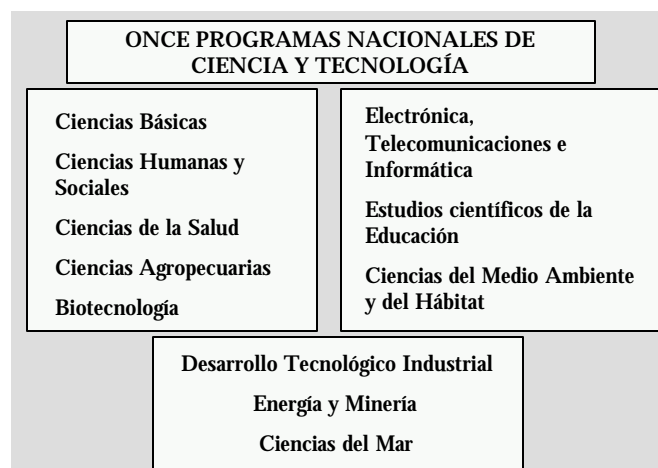 ONCE PROGRAMAS NACIONALES DE
CIENCIA Y TECNOLOGÍA
Ciencias Básicas
Ciencias Humanas y
Sociales
Ciencias de la Salud
Ciencias Agropecuarias
Biotecnología
Electrónica,
Telecomunicaciones e
Informática
Estudios científicos de la
Educación
Ciencias del Medio Ambiente
y del Hábitat
Desarrollo Tecnológico Industrial
Energía y Minería
Ciencias del Mar